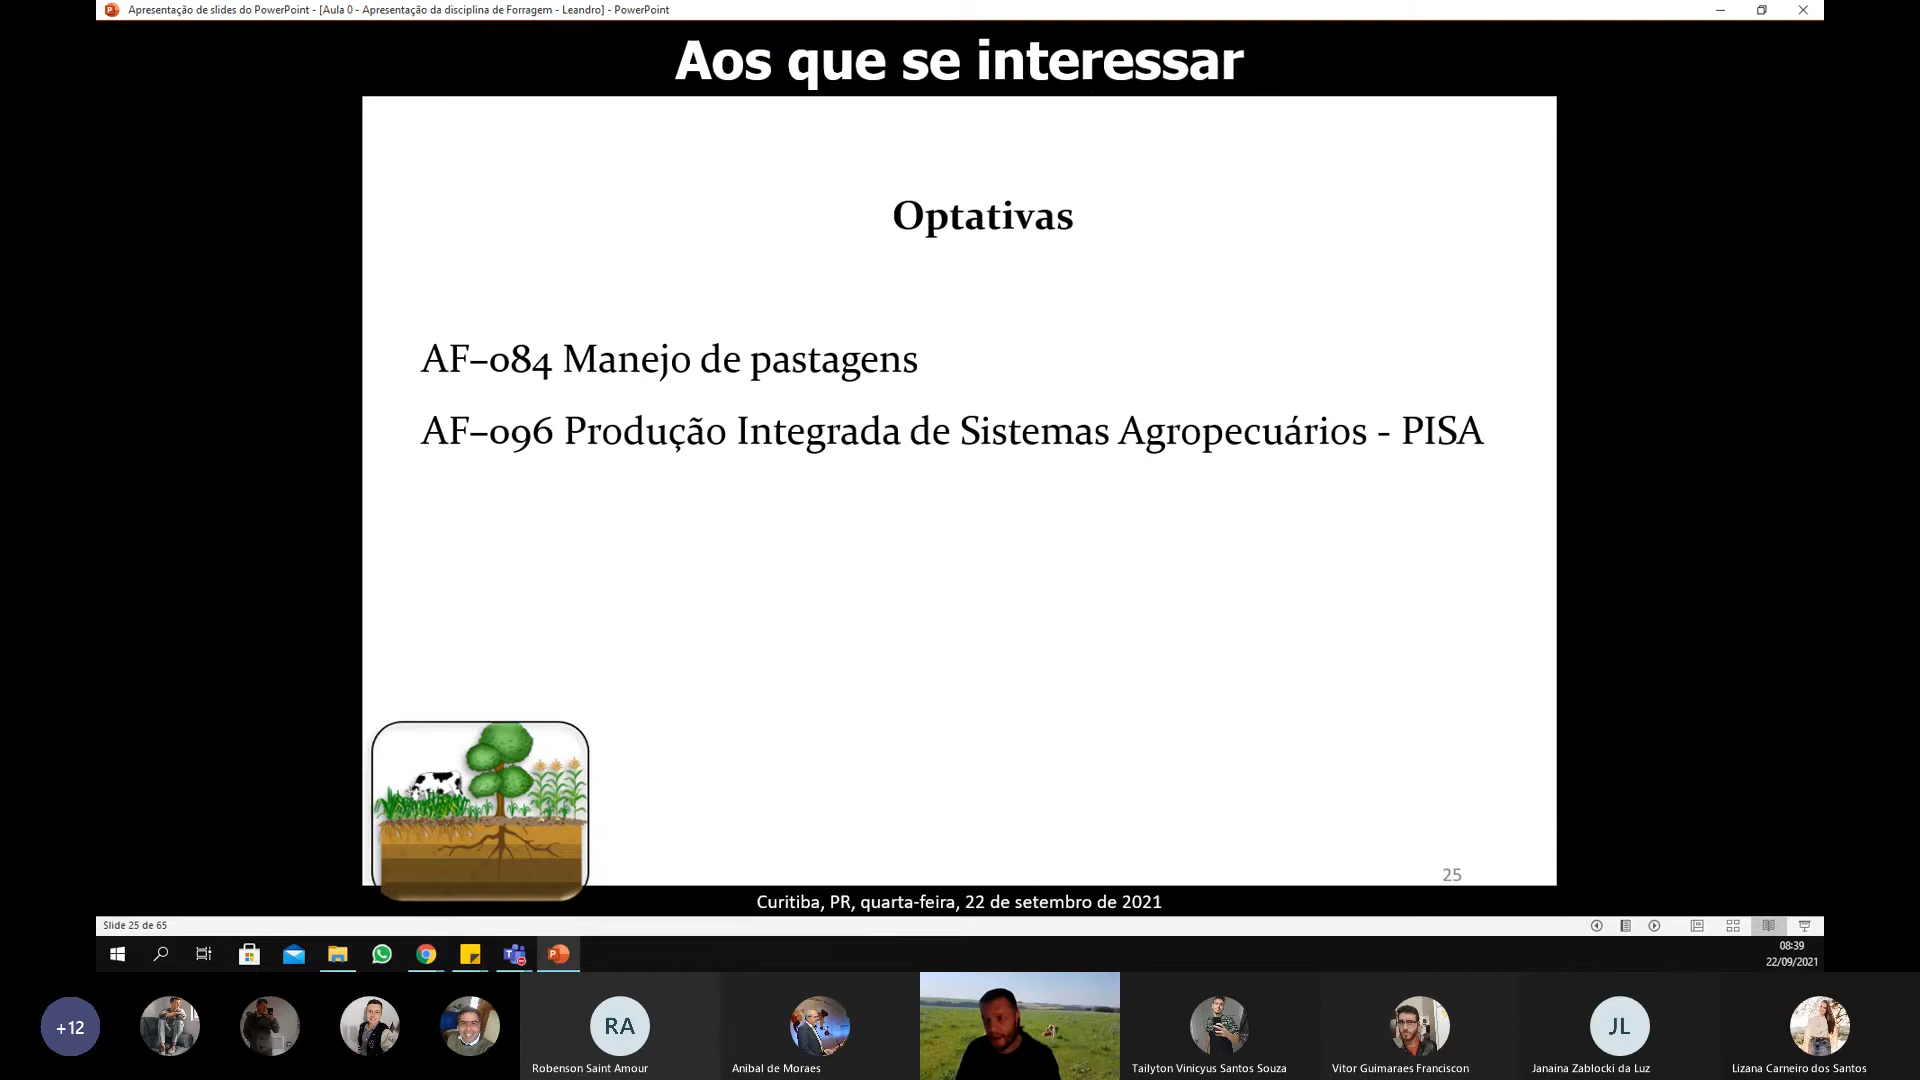 Apresentação de slides do PowerPoint - [Aula 0 - Apresentação da disciplina de Forragem - Leandro] - PowerPoint
Aos que se interessar
Optativas
AF–084 Manejo de pastagens
AF–096 Produção Integrada de Sistemas Agropecuários - PISA
25
Curitiba, PR, quarta-feira, 22 de setembro de 2021
Slide 25 de 65
08:39
22/09/2021
+12
RA
JL
Robenson Saint Amour
Anibal de Moraes
Tailyton Vinicyus Santos Souza
Vitor Guimaraes Franciscon
Janaina Zablocki da Luz
Lizana Carneiro dos Santos